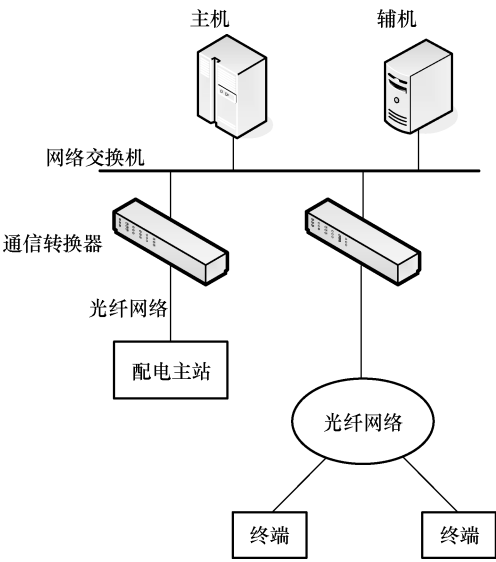 主机
辅机
网络交换机
通信转换器
光纤网络
配电主站
光纤网络
终端
终端